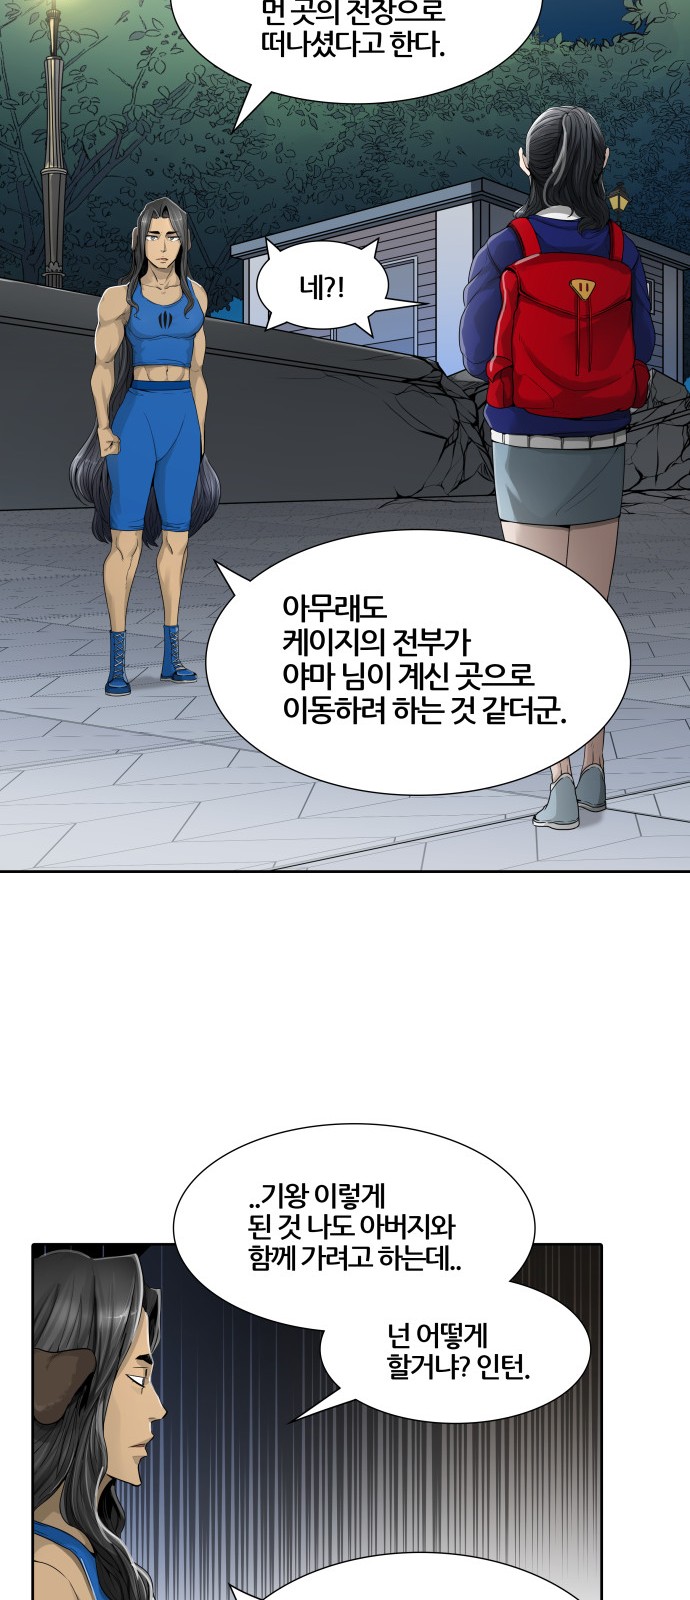 먼 곳의 전장으로
떠나셨다고 한다.
네?!
아무래도
케이지의 전부가
야마 님이 계신 곳으로
이동하려 하는 것 같더군.
..기왕 이렇게
된 것 나도 아버지와
함께 가려고 하는데..
넌 어떻게
할거냐? 인턴.